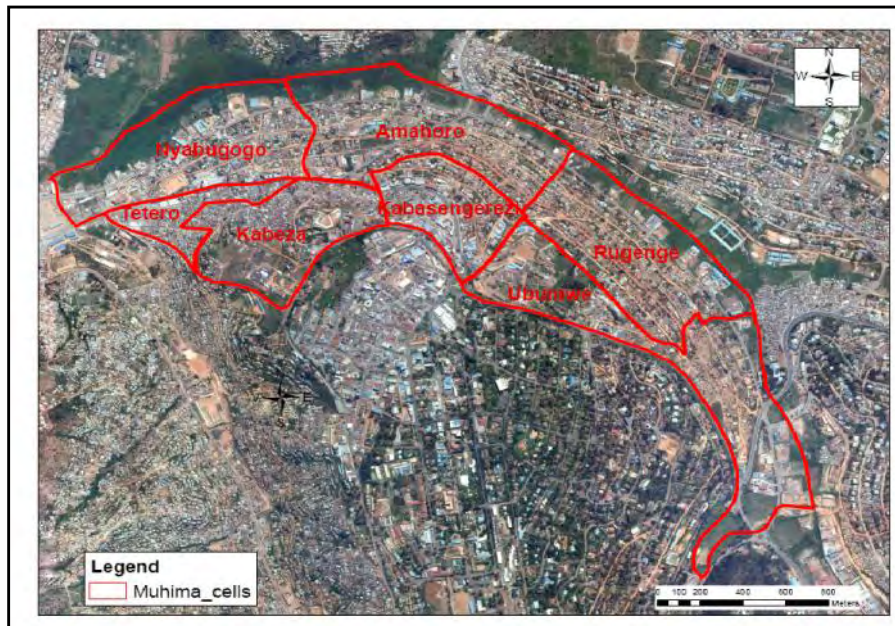 N
W E
S
Amahoro
Nyabugogo
Tetero
Kabasengerezi
Kabeza
Rugenge
Ubumwe
E
S
Legend
Muhima_cells
0 100 200 400 600 800
Meters